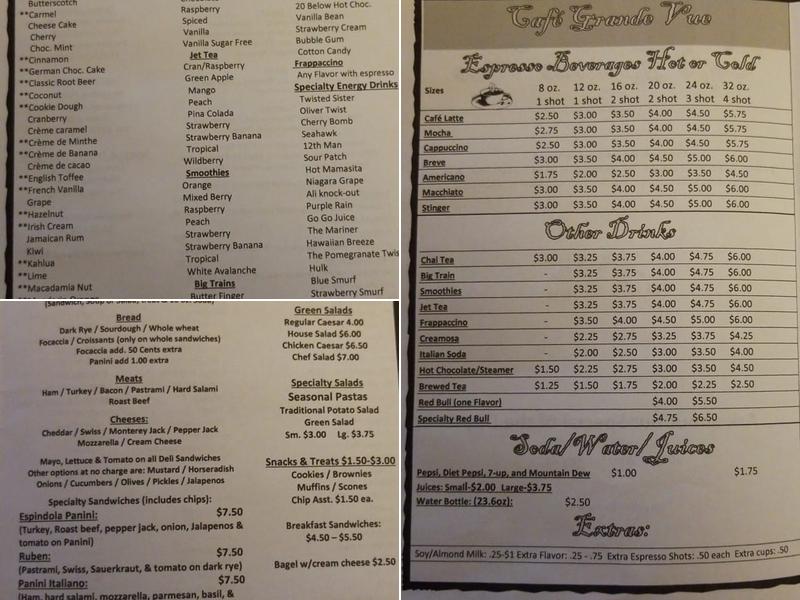 Butterscotch
**Carmel
Cheese Cake
Cherry
Choc. Mint
**Cinnamon
**German Choc. Cake
**Classic Root Beer
**Coconut
**Cookie Dough
Cranberry
Crème caramel
**Crème de Minthe
**Crème de Banana
Crème de cacao
**English Toffee
**French Vanilla
Grape
**Hazelnut
**Irish Cream
Jamaican Rum
Kiwi
**Kahlua
**Lime
**Macadamia Nut
Raspberry
Spiced
Vanilla
Vanilla Sugar Free
Jet Tea
Cran/Raspberry
Green Apple
Mango
Peach
Pina Colada
Strawberry
Strawberry Banana
Tropical
Wildberry
Smoothies
Orange
Mixed Berry
Raspberry
Peach
Strawberry
Strawberry Banana
Tropical
White Avalanche
Big Trains
Butter Finger
20 Below Hot Choc.
Vanilla Bean
Strawberry Cream
Bubble Gum
Cotton Candy
Frappuccino
Any Flavor with espresso
Specialty Energy Drinks
Twisted Sister
Oliver Twist
Cherry Bomb
Seahawk
12th Man
Sour Patch
Hot Mamasita
Niagara Grape
Ali knock-out
Purple Rain
Go Go Juice
The Mariner
Hawaiian Breeze
The Pomegranate Twis
Hulk
Blue Smurf
Strawberry Smurf
Bread
Dark Rye / Sourdough / Whole wheat
Focaccia / Croissants (only on whole sandwiches)
Focaccia add. 50 Cents extra
Panini add 1.00 extra
Meats
Ham / Turkey / Bacon / Pastrami / Hard Salami
Roast Beef
Cheeses:
Cheddar / Swiss / Monterey Jack / Pepper Jack
Mozzarella / Cream Cheese
Mayo, Lettuce & Tomato on all Deli Sandwiches
Other options at no charge are: Mustard / Horseradish
Onions / Cucumbers / Olives / Pickles / Jalapenos
Specialty Sandwiches (includes chips):
Espindola Panini: $7.50
(Turkey, Roast beef, pepper jack, onion, Jalapenos &
tomato on Panini)
Ruben: $7.50
(Pastrami, Swiss, Sauerkraut, & tomato on dark rye)
Panini Italiano: $7.50
(Ham, hard salami, mozzarella, parmesan, basil, &
Green Salads
Regular Caesar 4.00
House Salad $6.00
Chicken Caesar $6.50
Chef Salad $7.00
Specialty Salads
Seasonal Pastas
Traditional Potato Salad
Green Salad
Sm. $3.00 Lg. $3.75
Snacks & Treats $1.50-$3.00
Cookies / Brownies
Muffins / Scones
Chip Asst. $1.50 ea.
Breakfast Sandwiches:
$4.50 – $5.50
Bagel w/cream cheese $2.50
Café Grande Vue
Espresso Beverages Hot or Cold
Sizes 8 oz. 12 oz. 16 oz. 20 oz. 24 oz. 32 oz.
1 shot 1 shot 2 shot 2 shot 3 shot 4 shot
Café Latte $2.50 $3.00 $3.50 $4.00 $4.50 $5.75
Mocha $2.75 $3.00 $3.50 $4.00 $4.50 $5.75
Cappuccino $2.50 $3.00 $3.50 $4.00 $4.50 $5.75
Breve $3.00 $3.50 $4.00 $4.50 $5.00 $6.00
Americano $1.75 $2.00 $2.50 $3.00 $3.50 $4.50
Macchiato $3.00 $3.50 $4.00 $4.50 $5.00 $6.00
Stinger $3.00 $3.50 $4.00 $4.50 $5.00 $6.00
Other Drinks
Chai Tea $3.00 $3.25 $3.75 $4.00 $4.75 $6.00
Big Train - $3.25 $3.75 $4.00 $4.75 $6.00
Smoothies - $3.25 $3.75 $4.00 $4.75 $6.00
Jet Tea - $3.25 $3.75 $4.00 $4.75 $6.00
Frappuccino - $3.50 $4.00 $4.50 $5.00 $6.00
Creamosa - $2.25 $2.75 $3.25 $3.75 $4.25
Italian Soda - $2.00 $2.50 $3.00 $3.50 $4.00
Hot Chocolate/Steamer $1.50 $2.25 $2.75 $3.00 $3.50 $4.50
Brewed Tea $1.25 $1.50 $1.75 $2.00 $2.25 $2.50
Red Bull (one Flavor) $4.00 $5.50
Specialty Red Bull $4.75 $6.50
Soda/Water/Juices
Pepsi, Diet Pepsi, 7-up, and Mountain Dew $1.00 $1.75
Juices: Small-$2.00 Large-$3.75
Water Bottle: (23.6oz): $2.50
Extras:
Soy/Almond Milk: .25-$1 Extra Flavor: .25 - .75 Extra Espresso Shots: .50 each Extra cups: .50